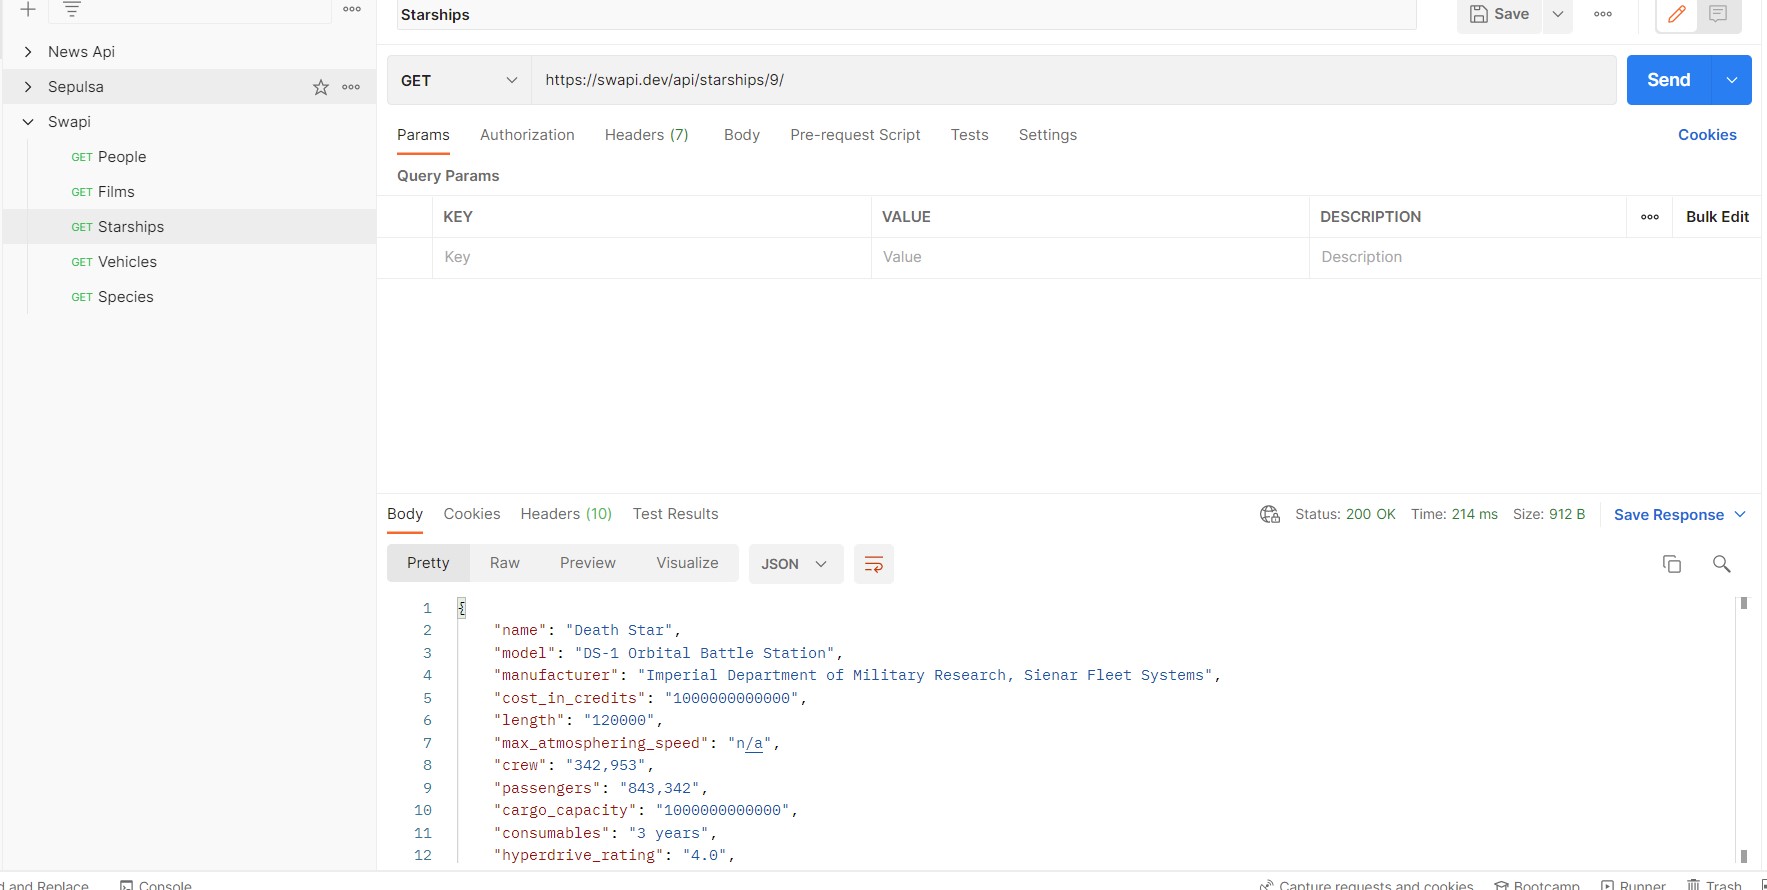 Starships
Save
News Api
Sepulsa
Swapi
GET People
GET Films
GET Starships
GET Vehicles
GET Species
GET
https://swapi.dev/api/starships/9/
Send
Params Authorization Headers (7) Body Pre-request Script Tests Settings Cookies
Query Params
KEY VALUE DESCRIPTION Bulk Edit
Key Value Description
Body Cookies Headers (10) Test Results Status: 200 OK Time: 214 ms Size: 912 B Save Response
Pretty Raw Preview Visualize JSON
1 {
2 "name": "Death Star",
3 "model": "DS-1 Orbital Battle Station",
4 "manufacturer": "Imperial Department of Military Research, Sienar Fleet Systems",
5 "cost_in_credits": "1000000000000",
6 "length": "120000",
7 "max_atmosphering_speed": "n/a",
8 "crew": "342,953",
9 "passengers": "843,342",
10 "cargo_capacity": "1000000000000",
11 "consumables": "3 years",
12 "hyperdrive_rating": "4.0",
d and Replace Console Capture requests and cookies Bootcamp Runner Trash